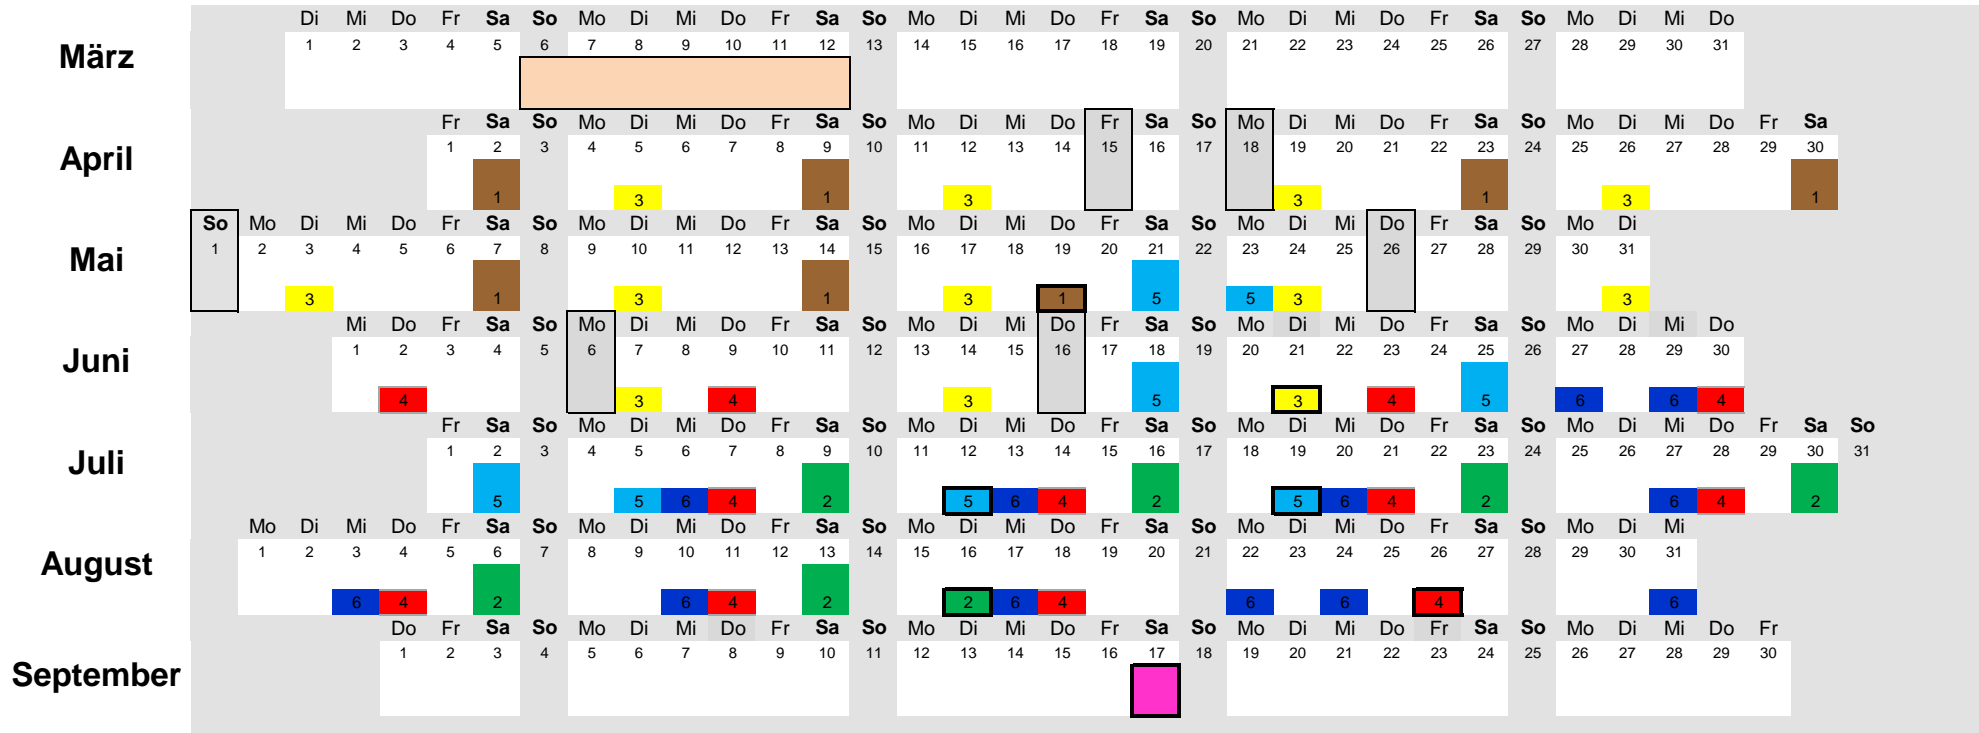 Di Mi Do Fr Sa So Mo Di Mi Do Fr Sa So Mo Di Mi Do Fr Sa So Mo Di Mi Do Fr Sa So Mo Di Mi Do
März 1 2 3 4 5 6 7 8 9 10 11 12 13 14 15 16 17 18 19 20 21 22 23 24 25 26 27 28 29 30 31
Fr Sa So Mo Di Mi Do Fr Sa So Mo Di Mi Do Fr Sa So Mo Di Mi Do Fr Sa So Mo Di Mi Do Fr Sa
April 1 2 3 4 5 6 7 8 9 10 11 12 13 14 15 16 17 18 19 20 21 22 23 24 25 26 27 28 29 30
1 3 1 3 3 1 3 1
So Mo Di Mi Do Fr Sa So Mo Di Mi Do Fr Sa So Mo Di Mi Do Fr Sa So Mo Di Mi Do Fr Sa So Mo Di
Mai 1 2 3 4 5 6 7 8 9 10 11 12 13 14 15 16 17 18 19 20 21 22 23 24 25 26 27 28 29 30 31
3 1 3 1 3 1 5 5 3 3
Mi Do Fr Sa So Mo Di Mi Do Fr Sa So Mo Di Mi Do Fr Sa So Mo Di Mi Do Fr Sa So Mo Di Mi Do
Juni 1 2 3 4 5 6 7 8 9 10 11 12 13 14 15 16 17 18 19 20 21 22 23 24 25 26 27 28 29 30
4 3 4 3 5 3 4 5 6 6 4
Fr Sa So Mo Di Mi Do Fr Sa So Mo Di Mi Do Fr Sa So Mo Di Mi Do Fr Sa So Mo Di Mi Do Fr Sa So
Juli 1 2 3 4 5 6 7 8 9 10 11 12 13 14 15 16 17 18 19 20 21 22 23 24 25 26 27 28 29 30 31
5 5 6 4 2 5 6 4 2 5 6 4 2 6 4 2
Mo Di Mi Do Fr Sa So Mo Di Mi Do Fr Sa So Mo Di Mi Do Fr Sa So Mo Di Mi Do Fr Sa So Mo Di Mi
August 1 2 3 4 5 6 7 8 9 10 11 12 13 14 15 16 17 18 19 20 21 22 23 24 25 26 27 28 29 30 31
6 4 2 6 4 2 2 6 4 6 6 4 6
Do Fr Sa So Mo Di Mi Do Fr Sa So Mo Di Mi Do Fr Sa So Mo Di Mi Do Fr Sa So Mo Di Mi Do Fr
September 1 2 3 4 5 6 7 8 9 10 11 12 13 14 15 16 17 18 19 20 21 22 23 24 25 26 27 28 29 30